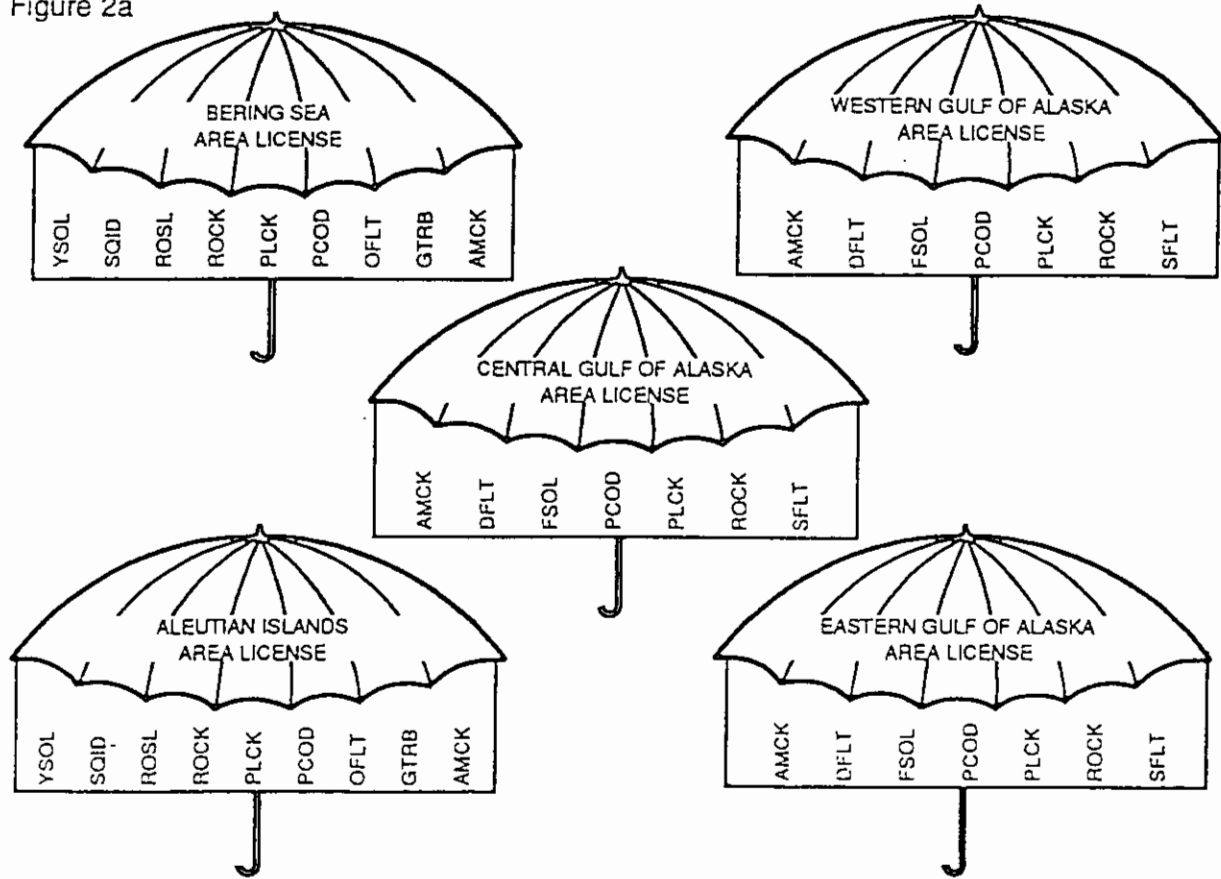 Figure 2a
BERING SEA
AREA LICENSE
YSOL SQID ROSL ROCK PLCK PCOD OFLT GTRB AMCK
WESTERN GULF OF ALASKA
AREA LICENSE
AMCK DFLT FSOL PCOD PLCK ROCK SFLT
CENTRAL GULF OF ALASKA
AREA LICENSE
AMCK DFLT FSOL PCOD PLCK ROCK SFLT
ALEUTIAN ISLANDS
AREA LICENSE
YSOL SQID ROSL ROCK PLCK PCOD OFLT GTRB AMCK
EASTERN GULF OF ALASKA
AREA LICENSE
AMCK DFLT FSOL PCOD PLCK ROCK SFLT